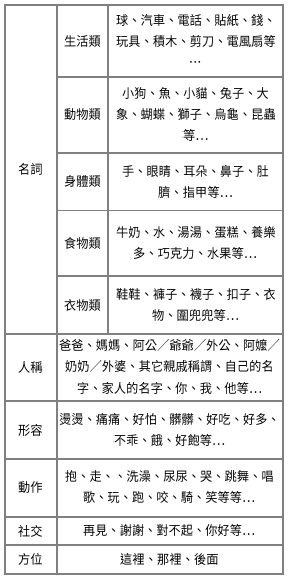 名詞
生活類
球、汽車、電話、貼紙、錢、
玩具、積木、剪刀、電風扇等
…
動物類
小狗、魚、小貓、兔子、大
象、蝴蝶、獅子、烏龜、昆蟲
等…
身體類
手、眼睛、耳朵、鼻子、肚
臍、指甲等…
食物類
牛奶、水、湯湯、蛋糕、養樂
多、巧克力、水果等…
衣物類
鞋鞋、褲子、襪子、扣子、衣
物、圍兜兜等…
人稱
爸爸、媽媽、阿公／爺爺／外公、阿嬤／
奶奶／外婆、其它親戚稱謂、自己的名
字、家人的名字、你、我、他等…
形容
燙燙、痛痛、好怕、髒髒、好吃、好多、
不乖、餓、好飽等…
動作
抱、走、、洗澡、尿尿、哭、跳舞、唱
歌、玩、跑、咬、騎、笑等等…
社交
再見、謝謝、對不起、你好等…
方位
這裡、那裡、後面